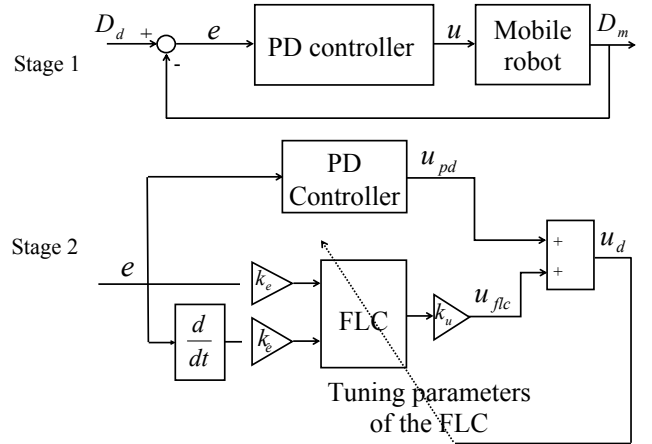 D_d + e PD controller u Mobile robot D_m
-
Stage 1
PD Controller
u_pd
Stage 2
e
k_e
FLC
k_ė
d/dt
k_u
u_flc
+
+
u_d
Tuning parameters
of the FLC